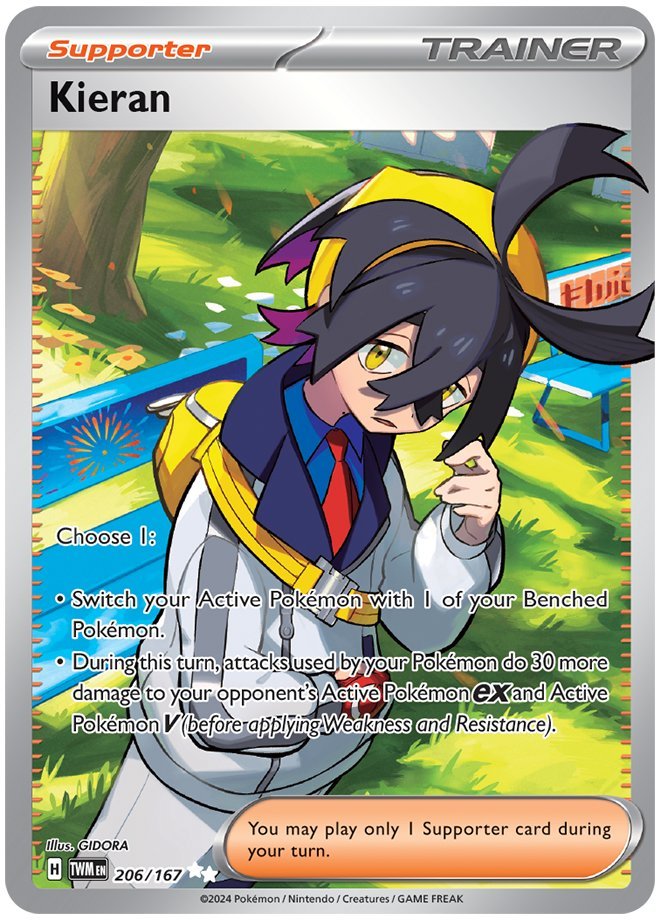 Supporter
TRAINER
Kieran
Choose 1:
• Switch your Active Pokémon with 1 of your Benched
Pokémon.
• During this turn, attacks used by your Pokémon do 30 more
damage to your opponent's Active Pokémon ex and Active
Pokémon V (before applying Weakness and Resistance).
Illus. GIDORA
You may play only 1 Supporter card during
your turn.
H TWM EN 206/167
©2024 Pokémon / Nintendo / Creatures / GAME FREAK